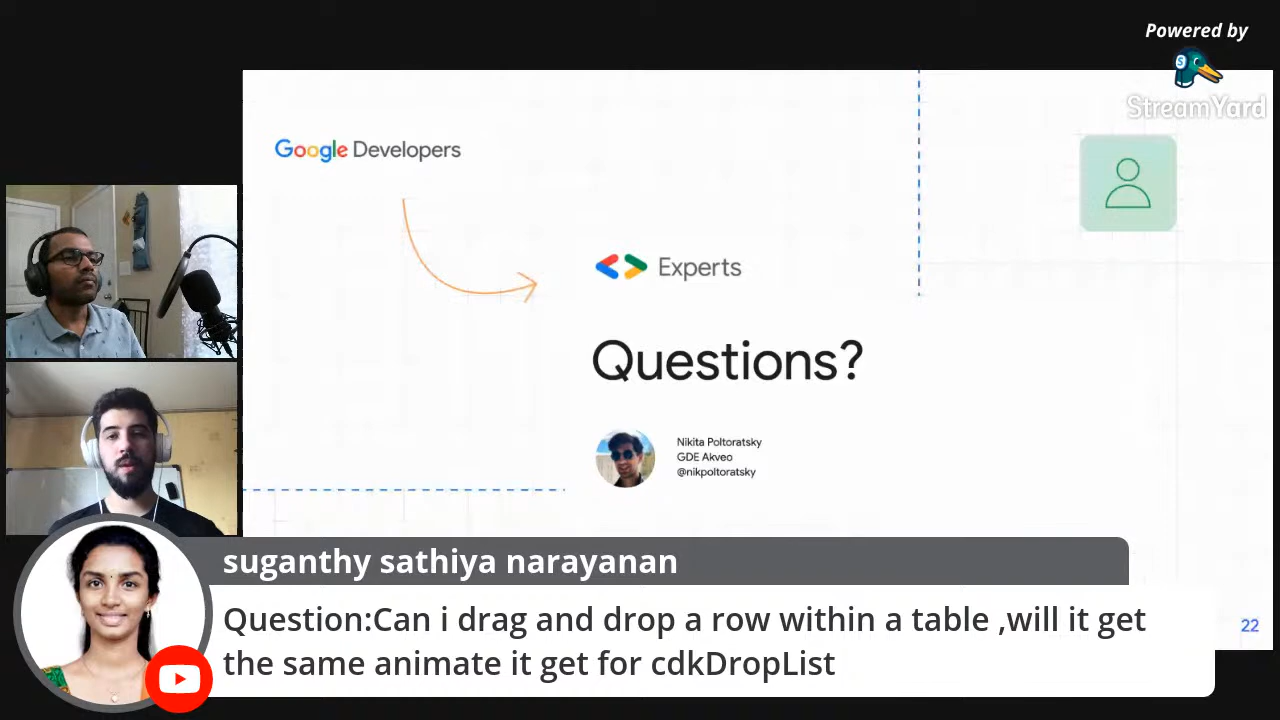 Powered by
StreamYard
Google Developers
Experts
Questions?
Nikita Poltoratsky
GDE Akveo
@nikpoltoratsky
suganthy sathiya narayanan
Question:Can i drag and drop a row within a table ,will it get
the same animate it get for cdkDropList
22